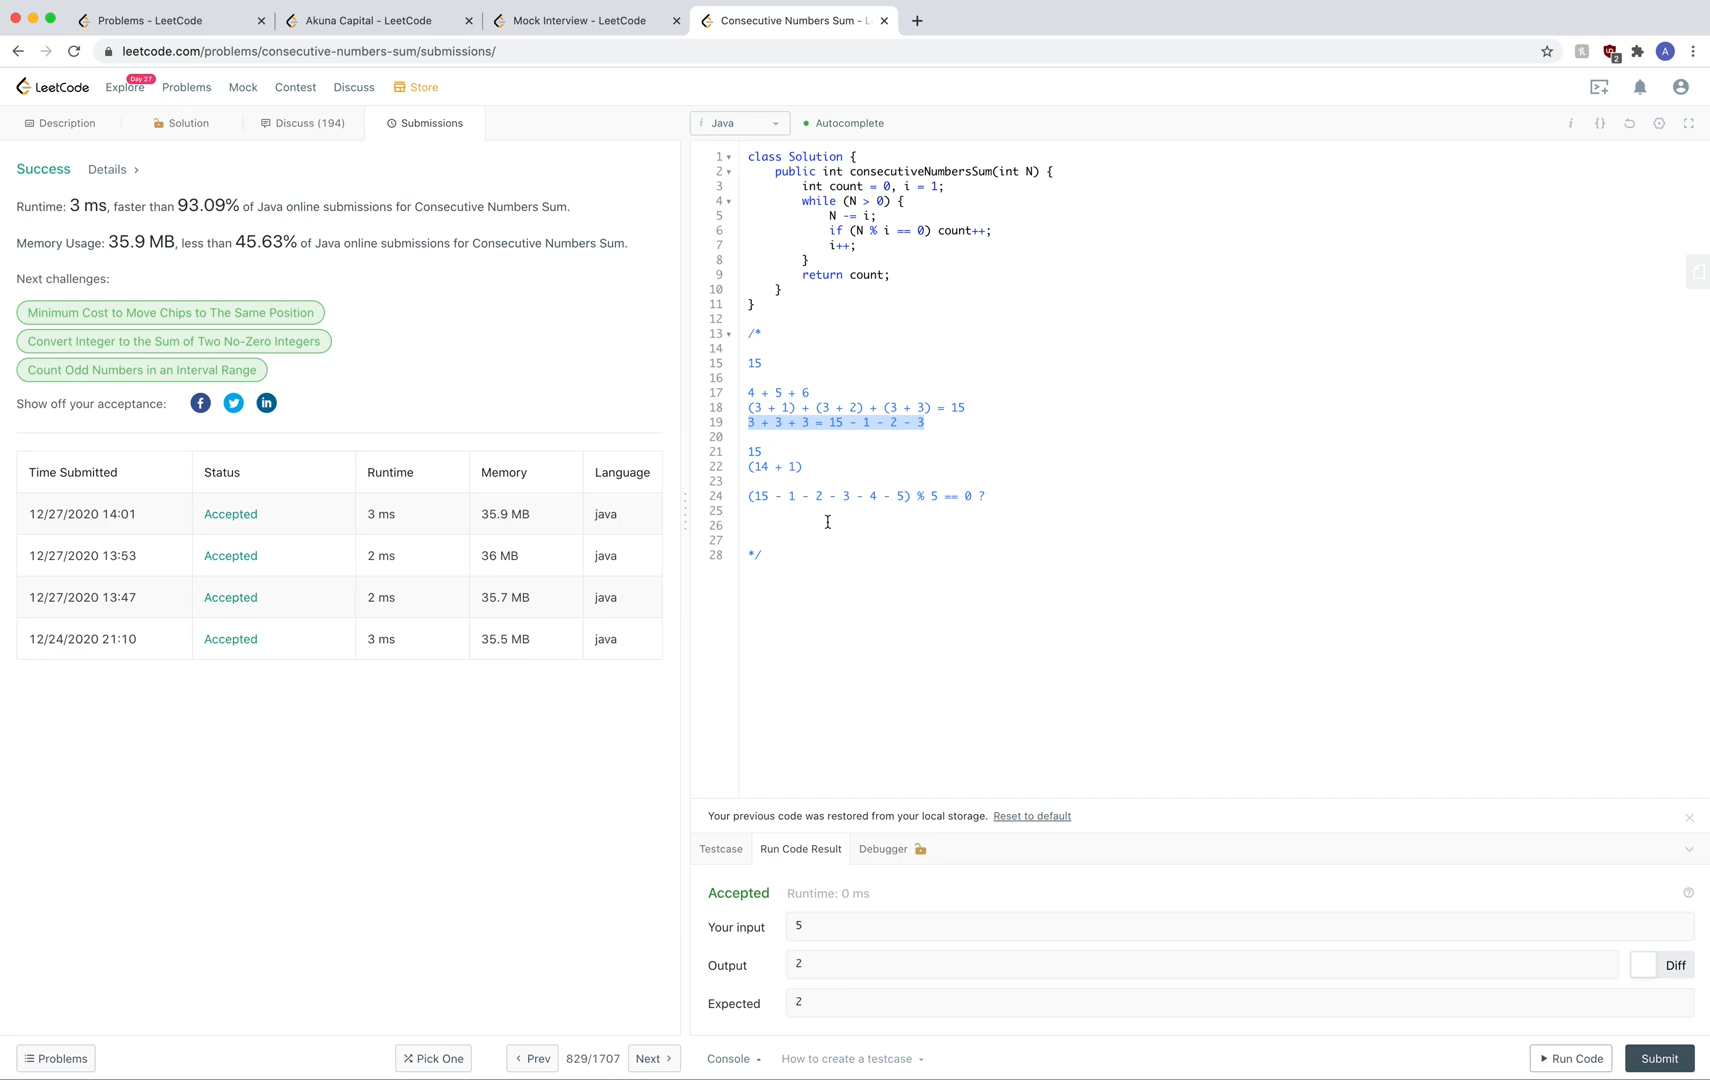 Problems - LeetCode
Akuna Capital - LeetCode
Mock Interview - LeetCode
Consecutive Numbers Sum - L
leetcode.com/problems/consecutive-numbers-sum/submissions/
2
A
LeetCode
Explore
Day 27
Problems
Mock
Contest
Discuss
Store
Description
Solution
Discuss (194)
Submissions
i Java
Autocomplete
Success
Details >
Runtime: 3 ms, faster than 93.09% of Java online submissions for Consecutive Numbers Sum.
Memory Usage: 35.9 MB, less than 45.63% of Java online submissions for Consecutive Numbers Sum.
Next challenges:
Minimum Cost to Move Chips to The Same Position
Convert Integer to the Sum of Two No-Zero Integers
Count Odd Numbers in an Interval Range
Show off your acceptance:
Time Submitted Status Runtime Memory Language
12/27/2020 14:01 Accepted 3 ms 35.9 MB java
12/27/2020 13:53 Accepted 2 ms 36 MB java
12/27/2020 13:47 Accepted 2 ms 35.7 MB java
12/24/2020 21:10 Accepted 3 ms 35.5 MB java
1 class Solution {
2 public int consecutiveNumbersSum(int N) {
3 int count = 0, i = 1;
4 while (N > 0) {
5 N -= i;
6 if (N % i == 0) count++;
7 i++;
8 }
9 return count;
10 }
11 }
12
13 /*
14
15 15
16
17 4 + 5 + 6
18 (3 + 1) + (3 + 2) + (3 + 3) = 15
19 3 + 3 + 3 = 15 - 1 - 2 - 3
20
21 15
22 (14 + 1)
23
24 (15 - 1 - 2 - 3 - 4 - 5) % 5 == 0 ?
25
26
27
28 */
Your previous code was restored from your local storage. Reset to default
Testcase
Run Code Result
Debugger
Accepted
Runtime: 0 ms
Your input
5
Output
2
Diff
Expected
2
Problems
Pick One
< Prev
829/1707
Next >
Console
How to create a testcase
Run Code
Submit